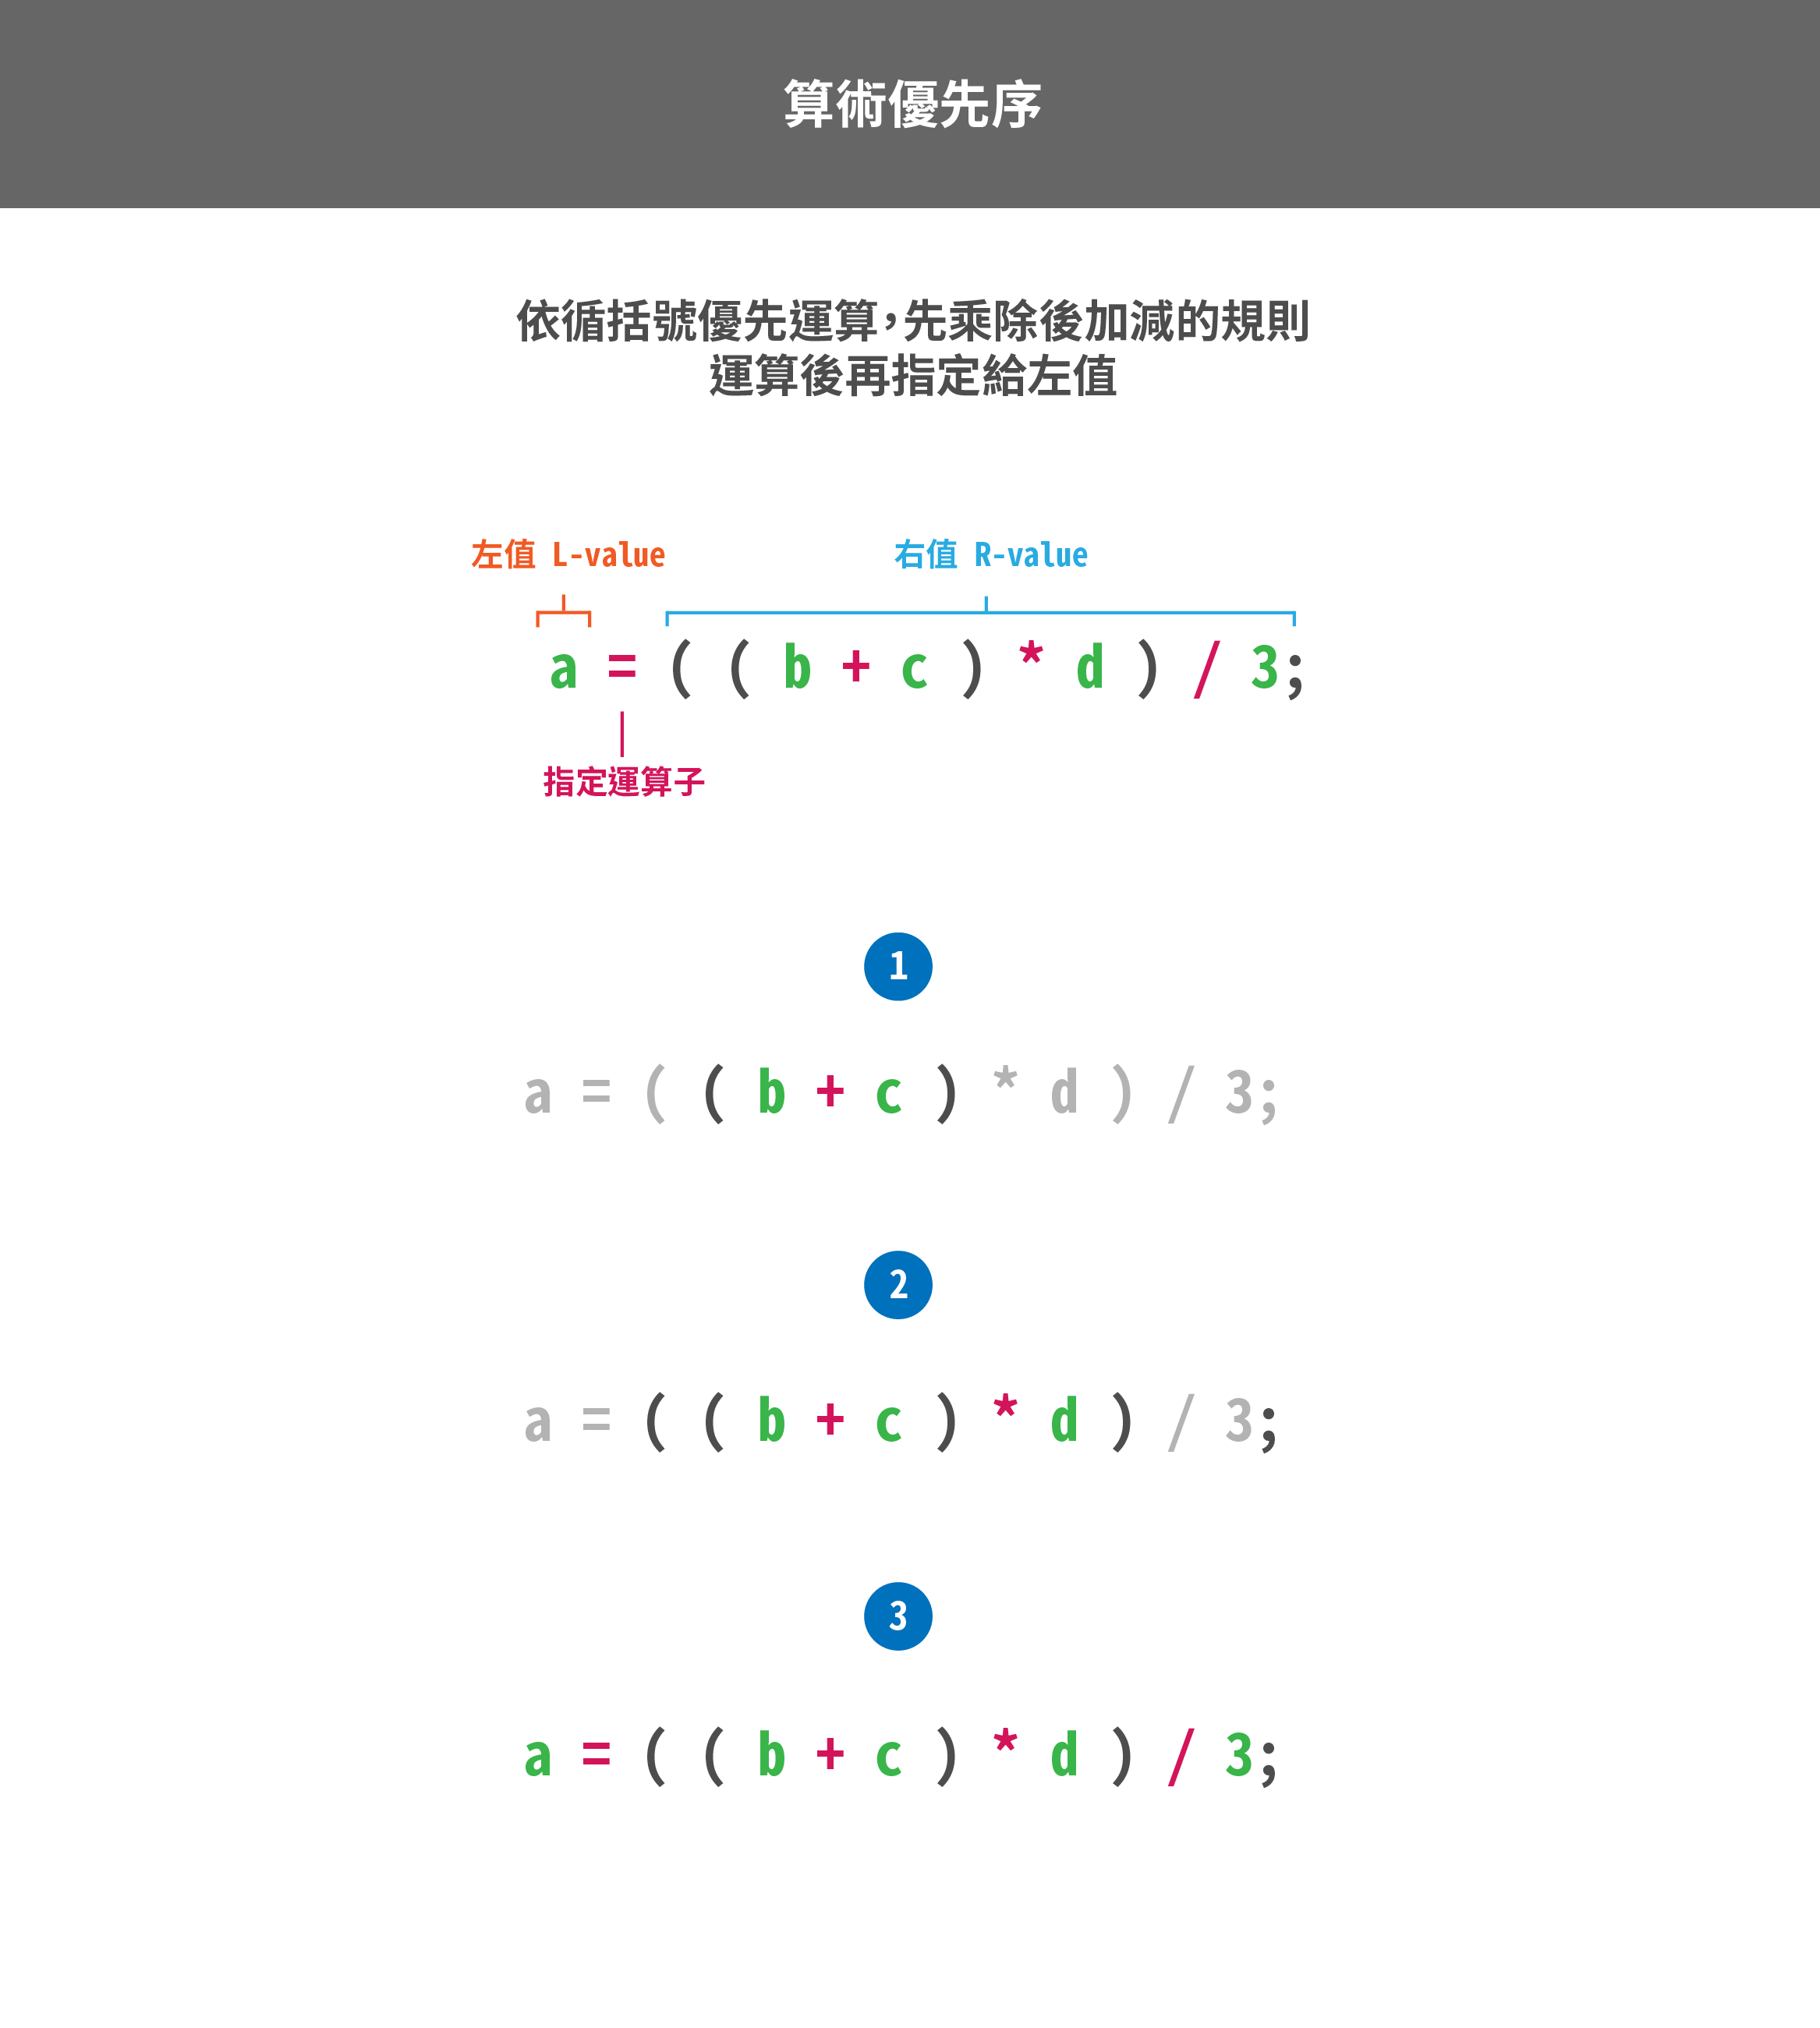 算術優先序
依循括號優先運算，先乘除後加減的規則
運算後再指定給左值
左值 L-value
右值 R-value
a = ( ( b + c ) * d ) / 3;
指定運算子
1
a = ( ( b + c ) * d ) / 3;
2
a = ( ( b + c ) * d ) / 3;
3
a = ( ( b + c ) * d ) / 3;